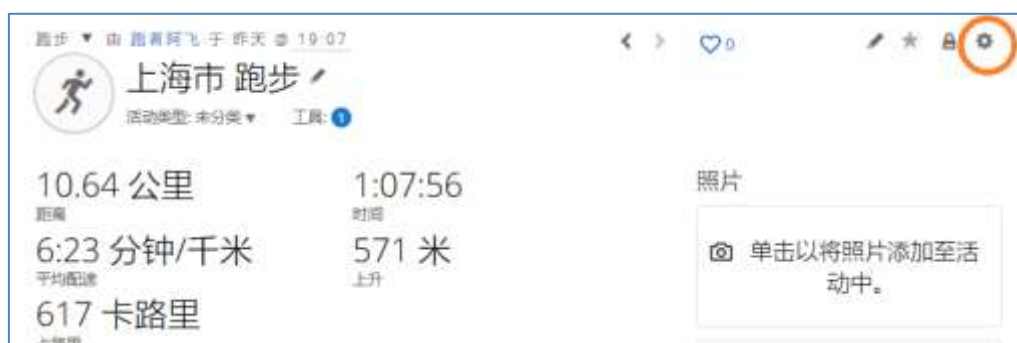 跑步 ▼ 由 跑者阿飞 于 昨天 @ 19:07
0
上海市 跑步
活动类型: 未分类 ▼ 工具: 1
10.64 公里
距离
1:07:56
时间
照片
6:23 分钟/千米
平均配速
571 米
上升
单击以将照片添加至活
动中。
617 卡路里
卡路里